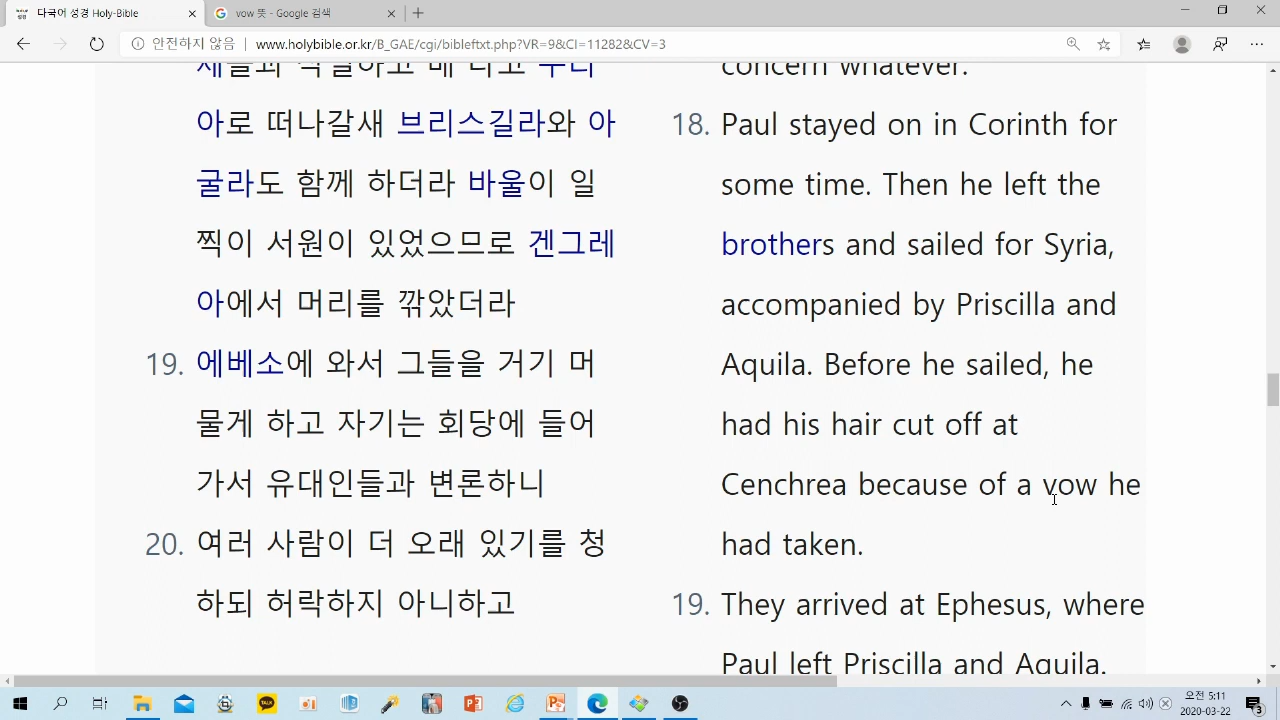 다국어 성경 Holy-Bible
vow 뜻 - Google 검색
안전하지 않음
www.holybible.or.kr/B_GAE/cgi/bibleftxt.php?VR=9&CI=11282&CV=3
아로 떠나갈새 브리스길라와 아
굴라도 함께 하더라 바울이 일
찍이 서원이 있었으므로 겐그레
아에서 머리를 깎았더라
19. 에베소에 와서 그들을 거기 머
물게 하고 자기는 회당에 들어
가서 유대인들과 변론하니
20. 여러 사람이 더 오래 있기를 청
하되 허락하지 아니하고
concern whatever.
18. Paul stayed on in Corinth for
some time. Then he left the
brothers and sailed for Syria,
accompanied by Priscilla and
Aquila. Before he sailed, he
had his hair cut off at
Cenchrea because of a vow he
had taken.
19. They arrived at Ephesus, where
Paul left Priscilla and Aquila.
오전 5:11
2020-03-22